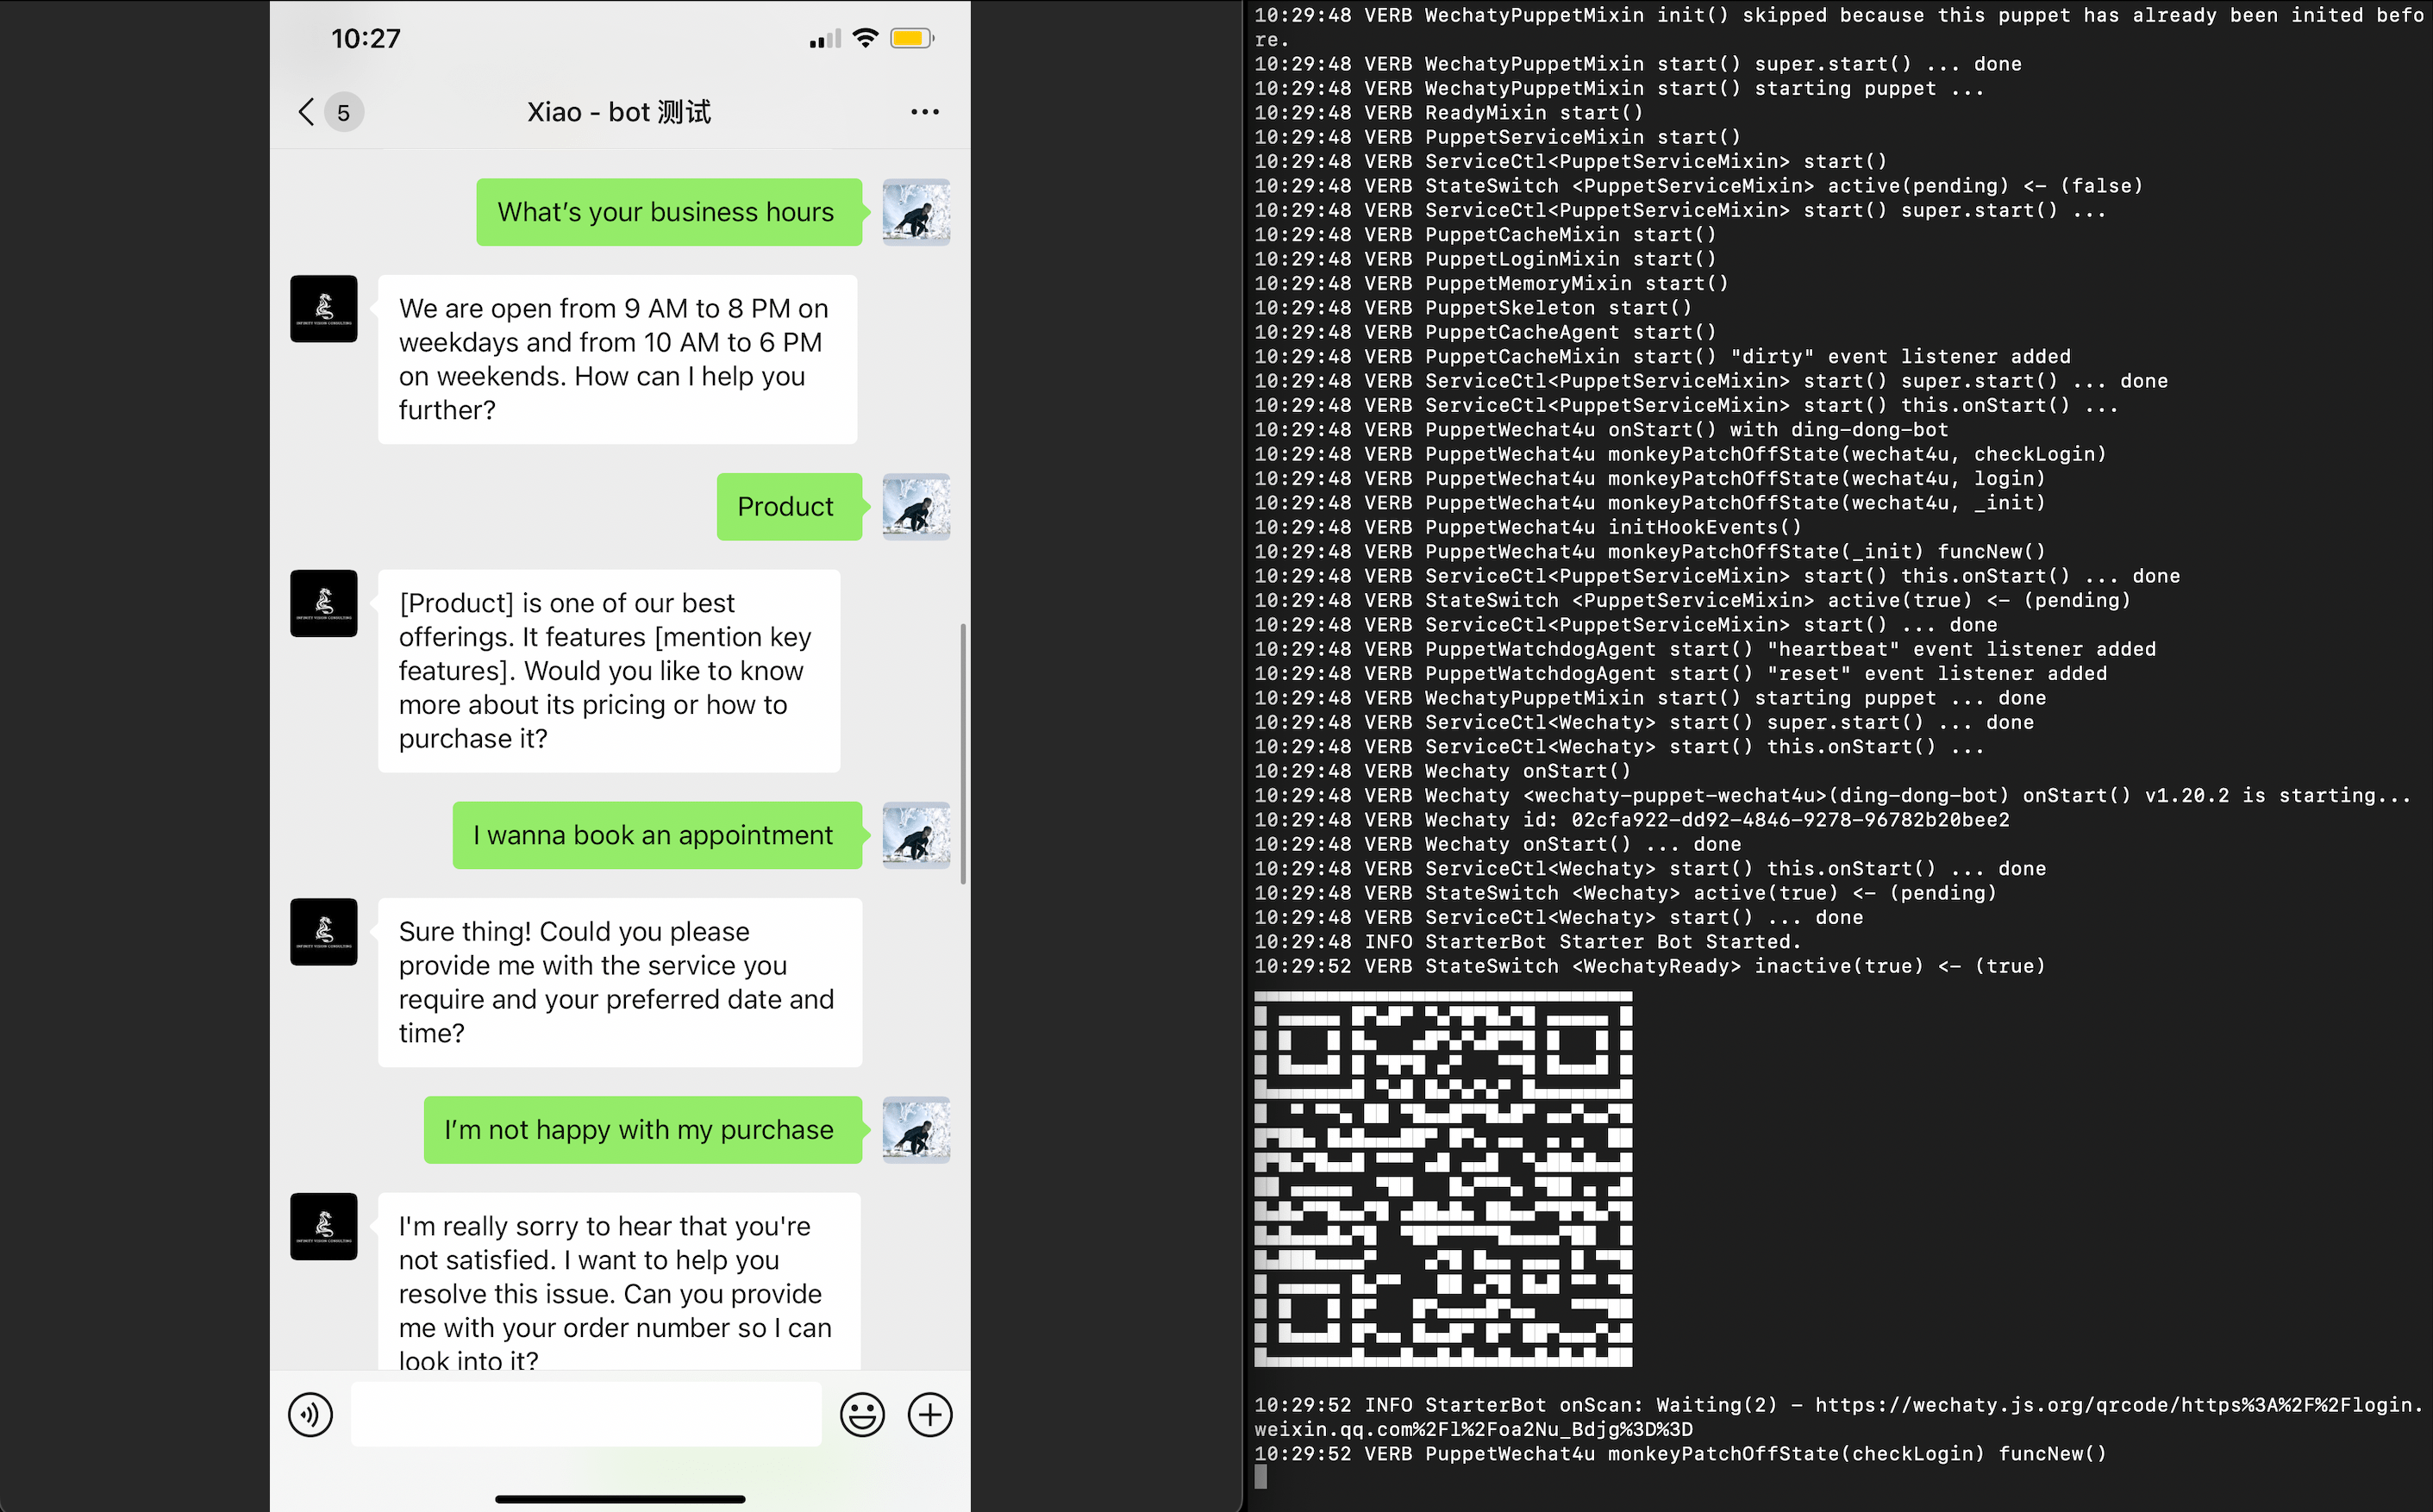 10:27
5
Xiao - bot 测试
What's your business hours
We are open from 9 AM to 8 PM on
weekdays and from 10 AM to 6 PM
on weekends. How can I help you
further?
Product
[Product] is one of our best
offerings. It features [mention key
features]. Would you like to know
more about its pricing or how to
purchase it?
I wanna book an appointment
Sure thing! Could you please
provide me with the service you
require and your preferred date and
time?
I'm not happy with my purchase
I'm really sorry to hear that you're
not satisfied. I want to help you
resolve this issue. Can you provide
me with your order number so I can
look into it?
10:29:48 VERB WechatyPuppetMixin init() skipped because this puppet has already been inited befo
re.
10:29:48 VERB WechatyPuppetMixin start() super.start() ... done
10:29:48 VERB WechatyPuppetMixin start() starting puppet ...
10:29:48 VERB ReadyMixin start()
10:29:48 VERB PuppetServiceMixin start()
10:29:48 VERB ServiceCtl<PuppetServiceMixin> start()
10:29:48 VERB StateSwitch <PuppetServiceMixin> active(pending) <- (false)
10:29:48 VERB ServiceCtl<PuppetServiceMixin> start() super.start() ...
10:29:48 VERB PuppetCacheMixin start()
10:29:48 VERB PuppetLoginMixin start()
10:29:48 VERB PuppetMemoryMixin start()
10:29:48 VERB PuppetSkeleton start()
10:29:48 VERB PuppetCacheAgent start()
10:29:48 VERB PuppetCacheMixin start() "dirty" event listener added
10:29:48 VERB ServiceCtl<PuppetServiceMixin> start() super.start() ... done
10:29:48 VERB ServiceCtl<PuppetServiceMixin> start() this.onStart() ...
10:29:48 VERB PuppetWechat4u onStart() with ding-dong-bot
10:29:48 VERB PuppetWechat4u monkeyPatchOffState(wechat4u, checkLogin)
10:29:48 VERB PuppetWechat4u monkeyPatchOffState(wechat4u, login)
10:29:48 VERB PuppetWechat4u monkeyPatchOffState(wechat4u, _init)
10:29:48 VERB PuppetWechat4u initHookEvents()
10:29:48 VERB PuppetWechat4u monkeyPatchOffState(_init) funcNew()
10:29:48 VERB ServiceCtl<PuppetServiceMixin> start() this.onStart() ... done
10:29:48 VERB StateSwitch <PuppetServiceMixin> active(true) <- (pending)
10:29:48 VERB ServiceCtl<PuppetServiceMixin> start() ... done
10:29:48 VERB PuppetWatchdogAgent start() "heartbeat" event listener added
10:29:48 VERB PuppetWatchdogAgent start() "reset" event listener added
10:29:48 VERB WechatyPuppetMixin start() starting puppet ... done
10:29:48 VERB ServiceCtl<Wechaty> start() super.start() ... done
10:29:48 VERB ServiceCtl<Wechaty> start() this.onStart() ...
10:29:48 VERB Wechaty onStart()
10:29:48 VERB Wechaty <wechaty-puppet-wechat4u>(ding-dong-bot) onStart() v1.20.2 is starting...
10:29:48 VERB Wechaty id: 02cfa922-dd92-4846-9278-96782b20bee2
10:29:48 VERB Wechaty onStart() ... done
10:29:48 VERB ServiceCtl<Wechaty> start() this.onStart() ... done
10:29:48 VERB StateSwitch <Wechaty> active(true) <- (pending)
10:29:48 VERB ServiceCtl<Wechaty> start() ... done
10:29:48 INFO StarterBot Starter Bot Started.
10:29:52 VERB StateSwitch <WechatyReady> inactive(true) <- (true)
10:29:52 INFO StarterBot onScan: Waiting(2) - https://wechaty.js.org/qrcode/https%3A%2F%2Flogin.
weixin.qq.com%2Fl%2Foa2Nu_Bdjg%3D%3D
10:29:52 VERB PuppetWechat4u monkeyPatchOffState(checkLogin) funcNew()